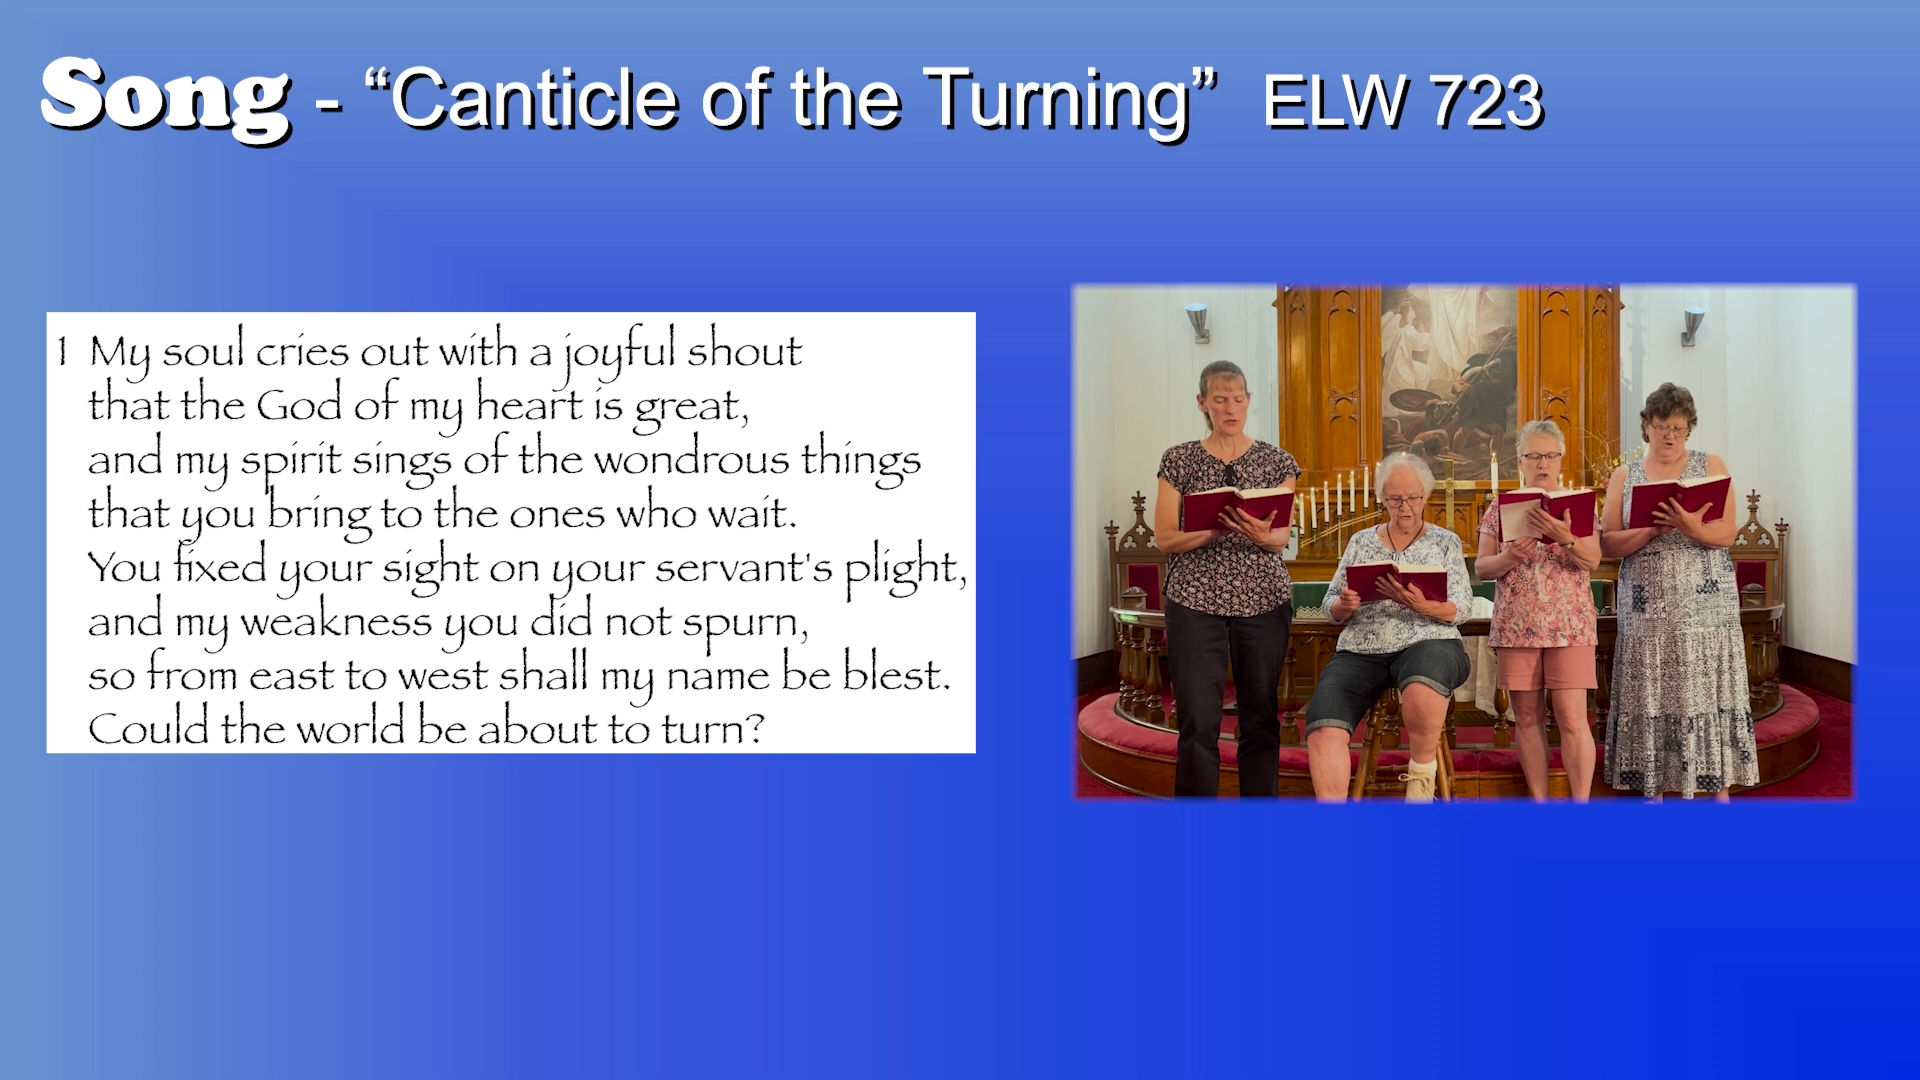 Song - “Canticle of the Turning” ELW 723
1 My soul cries out with a joyful shout
that the God of my heart is great,
and my spirit sings of the wondrous things
that you bring to the ones who wait.
You fixed your sight on your servant's plight,
and my weakness you did not spurn,
so from east to west shall my name be blest.
Could the world be about to turn?